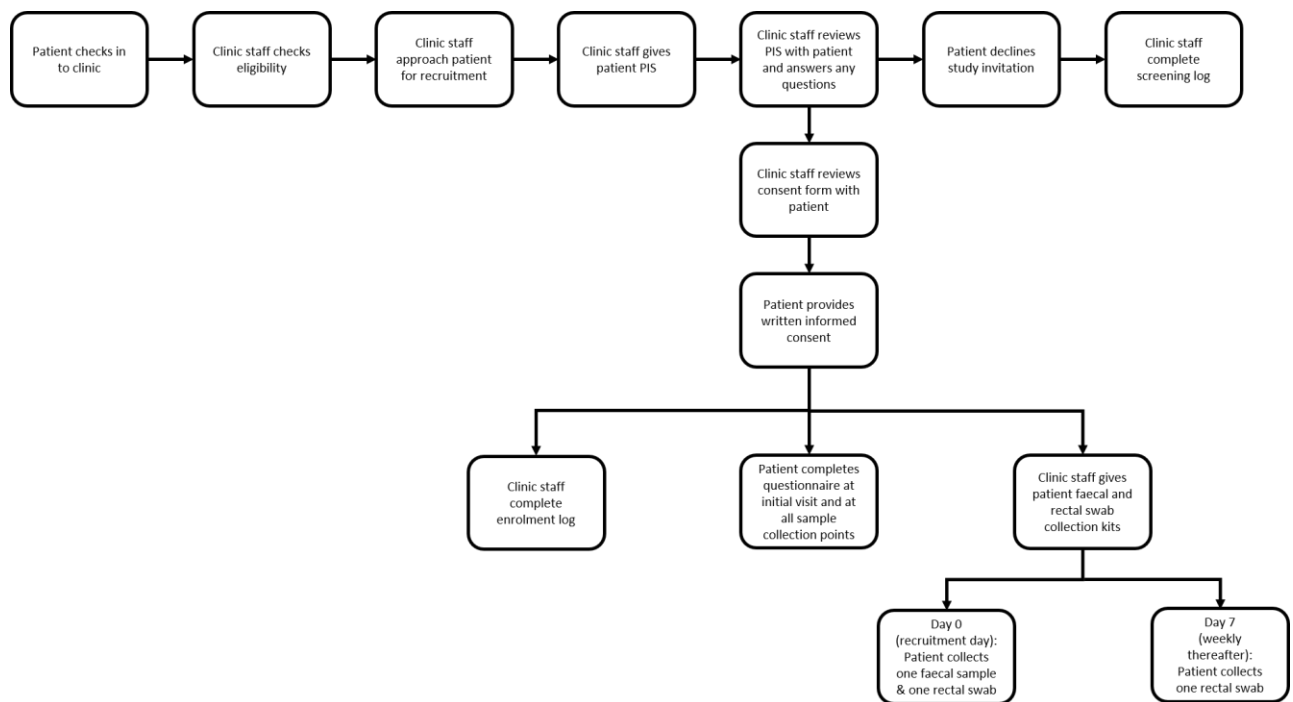 Patient checks in
to clinic
Clinic staff checks
eligibility
Clinic staff
approach patient
for recruitment
Clinic staff gives
patient PIS
Clinic staff reviews
PIS with patient
and answers any
questions
Patient declines
study invitation
Clinic staff
complete
screening log
Clinic staff reviews
consent form with
patient
Patient provides
written informed
consent
Clinic staff
complete
enrolment log
Patient completes
questionnaire at
initial visit and at
all sample
collection points
Clinic staff gives
patient faecal and
rectal swab
collection kits
Day 0
(recruitment day):
Patient collects
one faecal sample
& one rectal swab
Day 7
(weekly
thereafter):
Patient collects
one rectal swab